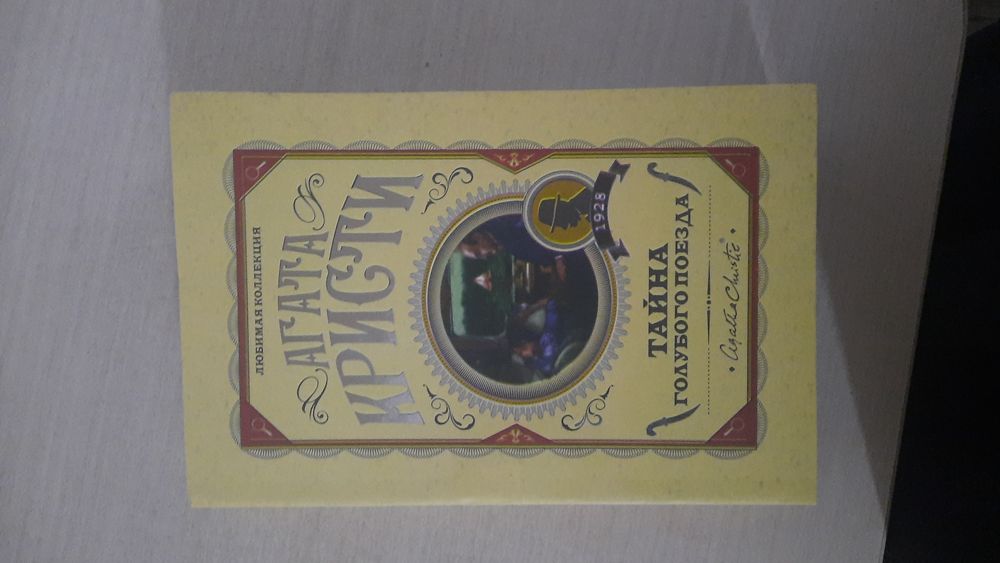 ЛЮБИМАЯ КОЛЛЕКЦИЯ
АГАТА
КРИСТИ
1928
ТАЙНА
ГОЛУБОГО ПОЕЗДА
Agatha Christie®